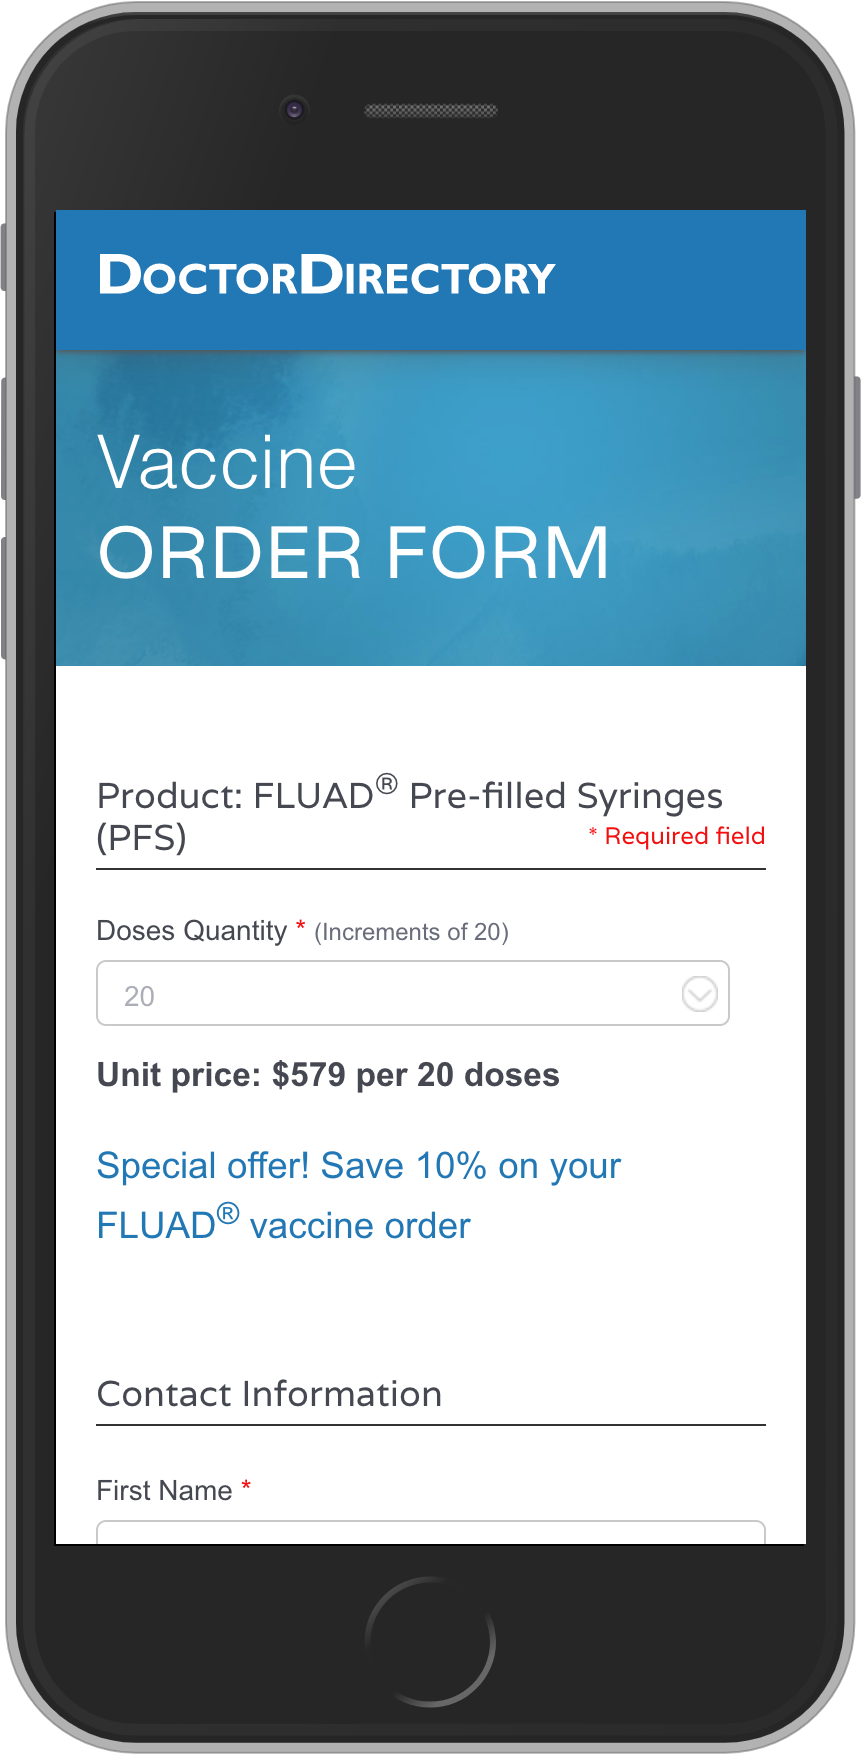 DOCTORDIRECTORY
Vaccine
ORDER FORM
Product: FLUAD® Pre-filled Syringes
(PFS)
* Required field
Doses Quantity * (Increments of 20)
20
Unit price: $579 per 20 doses
Special offer! Save 10% on your
FLUAD® vaccine order
Contact Information
First Name *